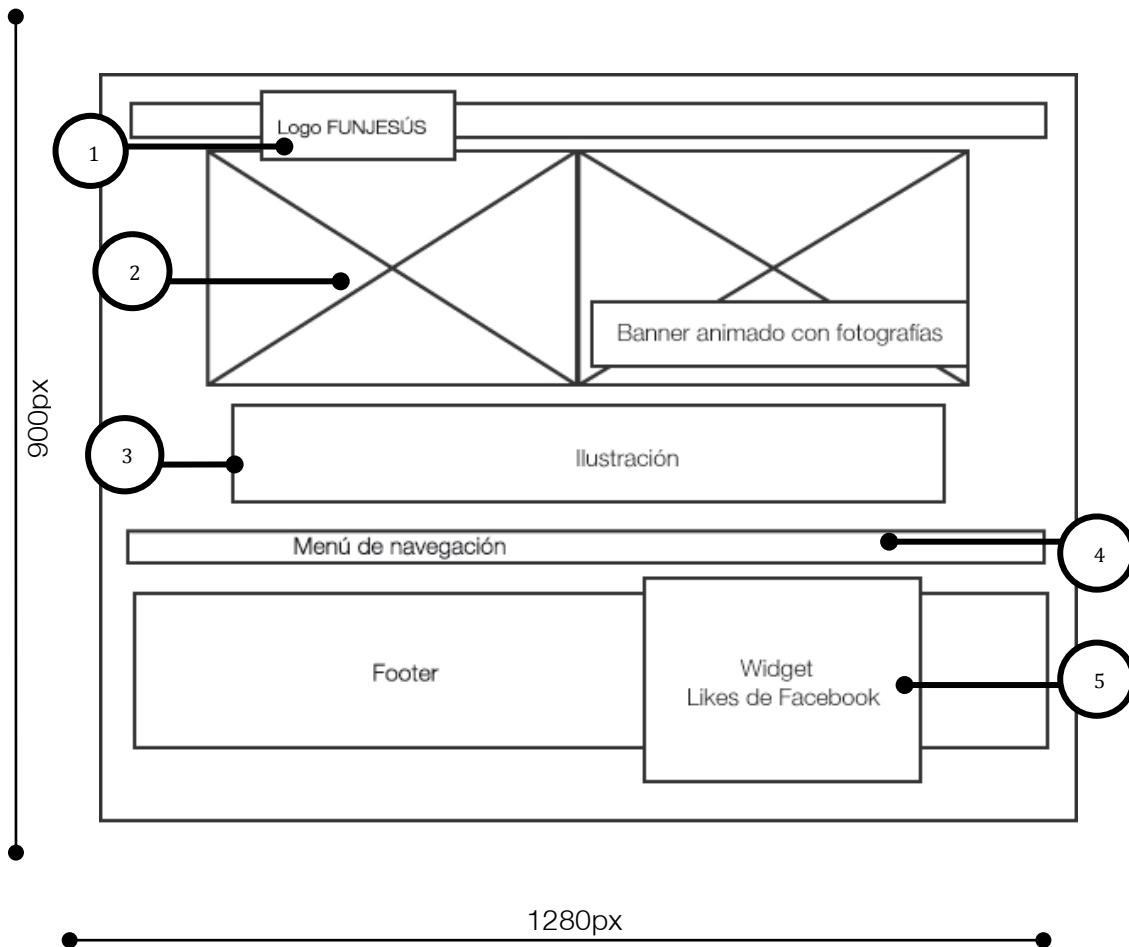 Logo FUNJESÚS
1
2
Banner animado con fotografías
900px
3
Ilustración
Menú de navegación
4
Footer
Widget
Likes de Facebook
5
1280px